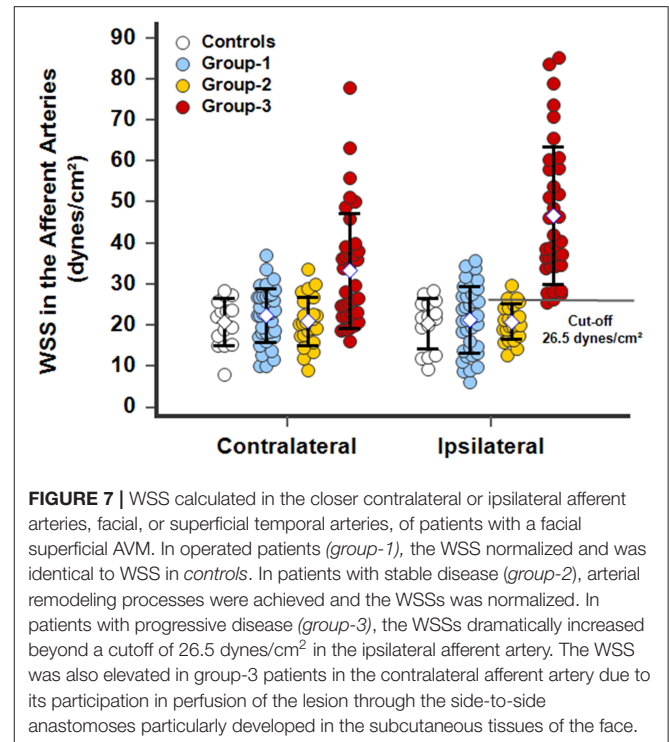 90
80
70
60
50
40
30
20
10
0
WSS in the Afferent Arteries
(dynes/cm²)
Controls
Group-1
Group-2
Group-3
Cut-off
26.5 dynes/cm²
Contralateral Ipsilateral
FIGURE 7 | WSS calculated in the closer contralateral or ipsilateral afferent
arteries, facial, or superficial temporal arteries, of patients with a facial
superficial AVM. In operated patients (group-1), the WSS normalized and was
identical to WSS in controls. In patients with stable disease (group-2), arterial
remodeling processes were achieved and the WSSs was normalized. In
patients with progressive disease (group-3), the WSSs dramatically increased
beyond a cutoff of 26.5 dynes/cm² in the ipsilateral afferent artery. The WSS
was also elevated in group-3 patients in the contralateral afferent artery due to
its participation in perfusion of the lesion through the side-to-side
anastomoses particularly developed in the subcutaneous tissues of the face.